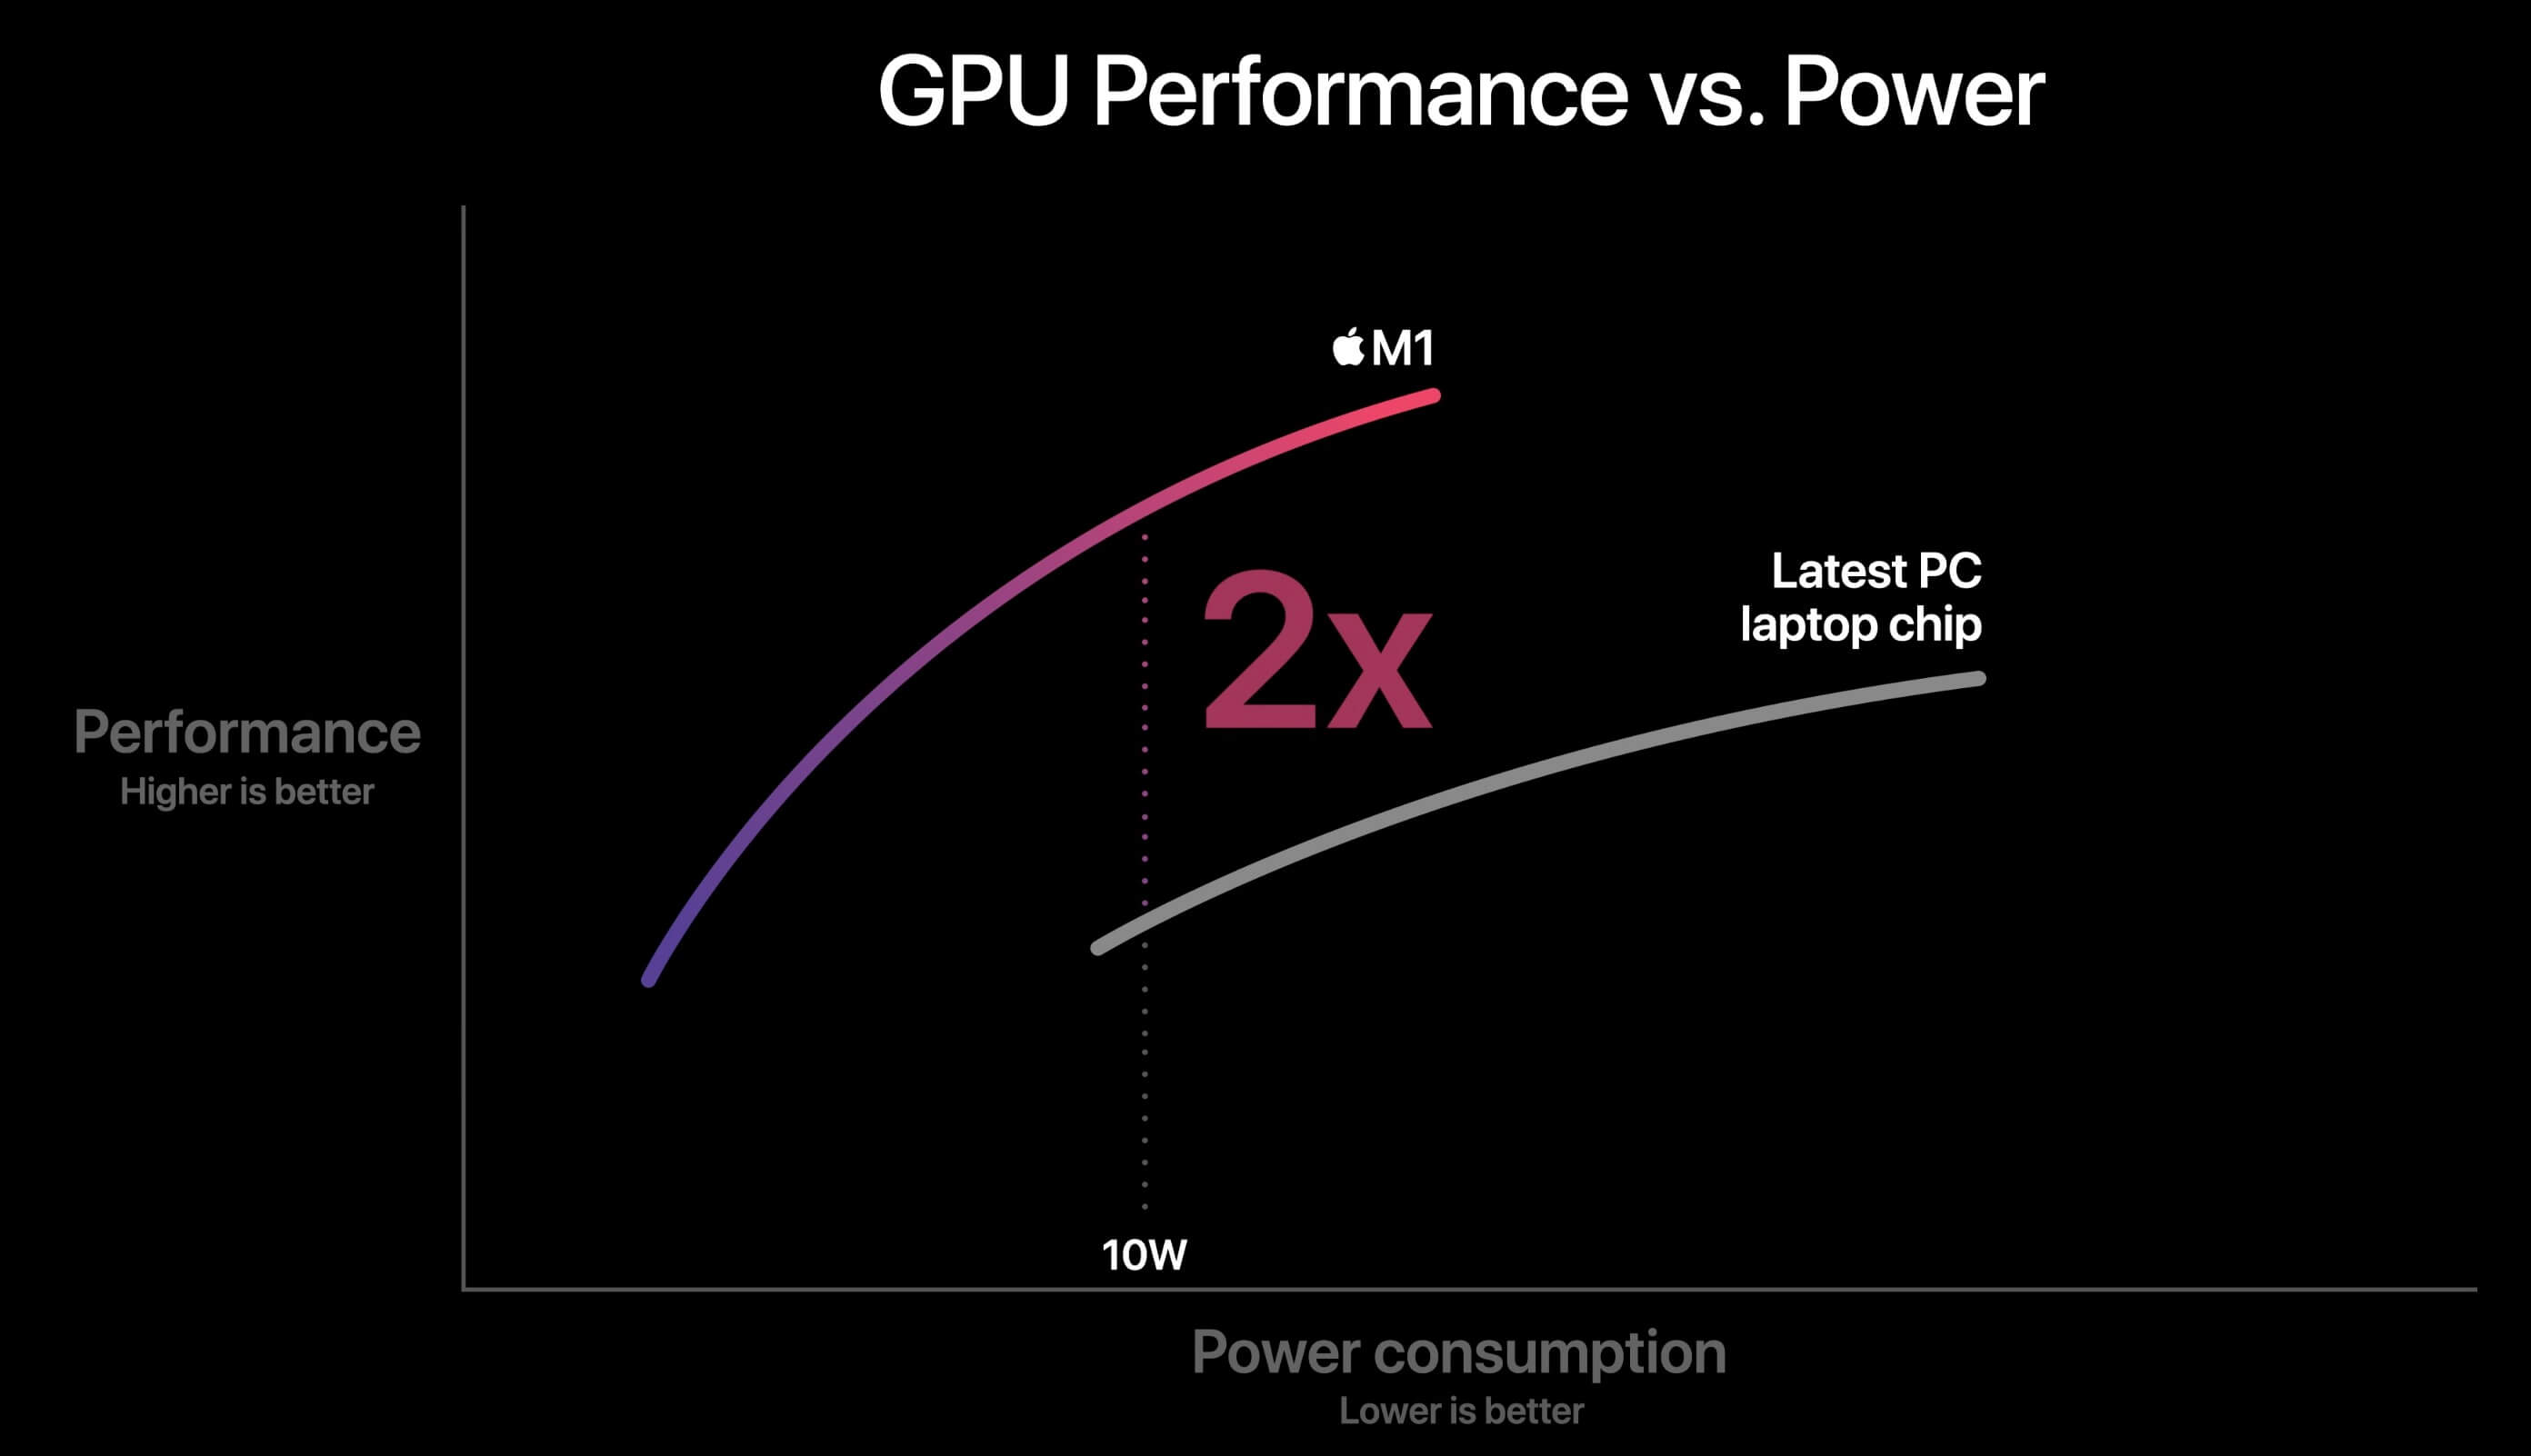 GPU Performance vs. Power
M1
Latest PC
laptop chip
2x
Performance
Higher is better
10W
Power consumption
Lower is better